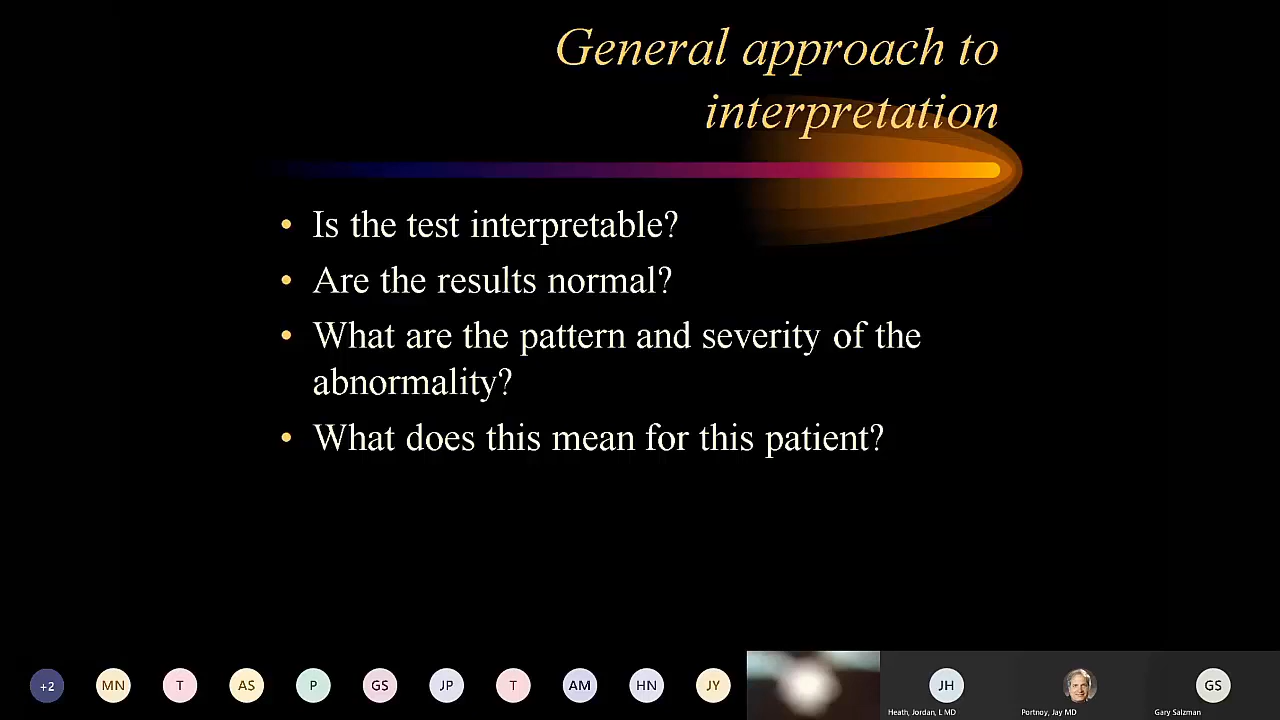 General approach to
interpretation
• Is the test interpretable?
• Are the results normal?
• What are the pattern and severity of the
abnormality?
• What does this mean for this patient?
+2
MN
T
AS
P
GS
JP
T
AM
HN
JY
JH
GS
Heath, Jordan, L MD
Portnoy, Jay MD
Gary Salzman